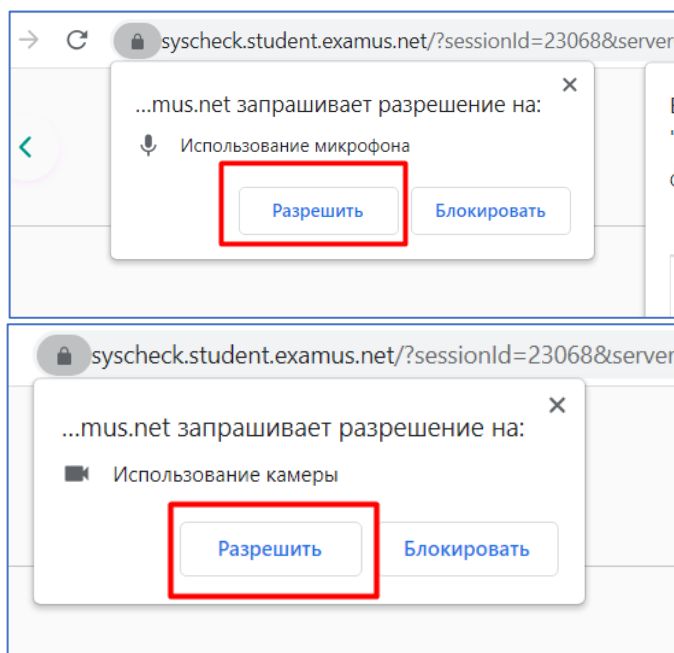 syscheck.student.examus.net/?sessionId=23068&server
...mus.net запрашивает разрешение на:
Использование микрофона
Разрешить Блокировать
syscheck.student.examus.net/?sessionId=23068&server
...mus.net запрашивает разрешение на:
Использование камеры
Разрешить Блокировать